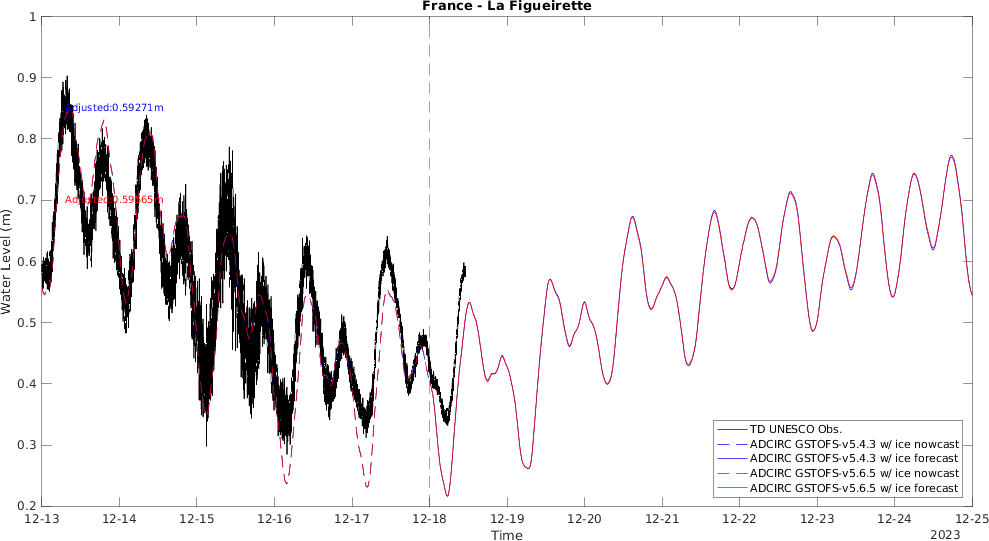 France - La Figueirette
1
0.9
0.8
0.7
0.6
0.5
0.4
0.3
0.2
Water Level (m)
Adjusted:0.59271m
TD UNESCO Obs.
ADCIRC GSTOFS-v5.4.3 w/ ice nowcast
ADCIRC GSTOFS-v5.4.3 w/ ice forecast
ADCIRC GSTOFS-v5.6.5 w/ ice nowcast
ADCIRC GSTOFS-v5.6.5 w/ ice forecast
12-13 12-14 12-15 12-16 12-17 12-18 12-19 12-20 12-21 12-22 12-23 12-24 12-25
Time
2023